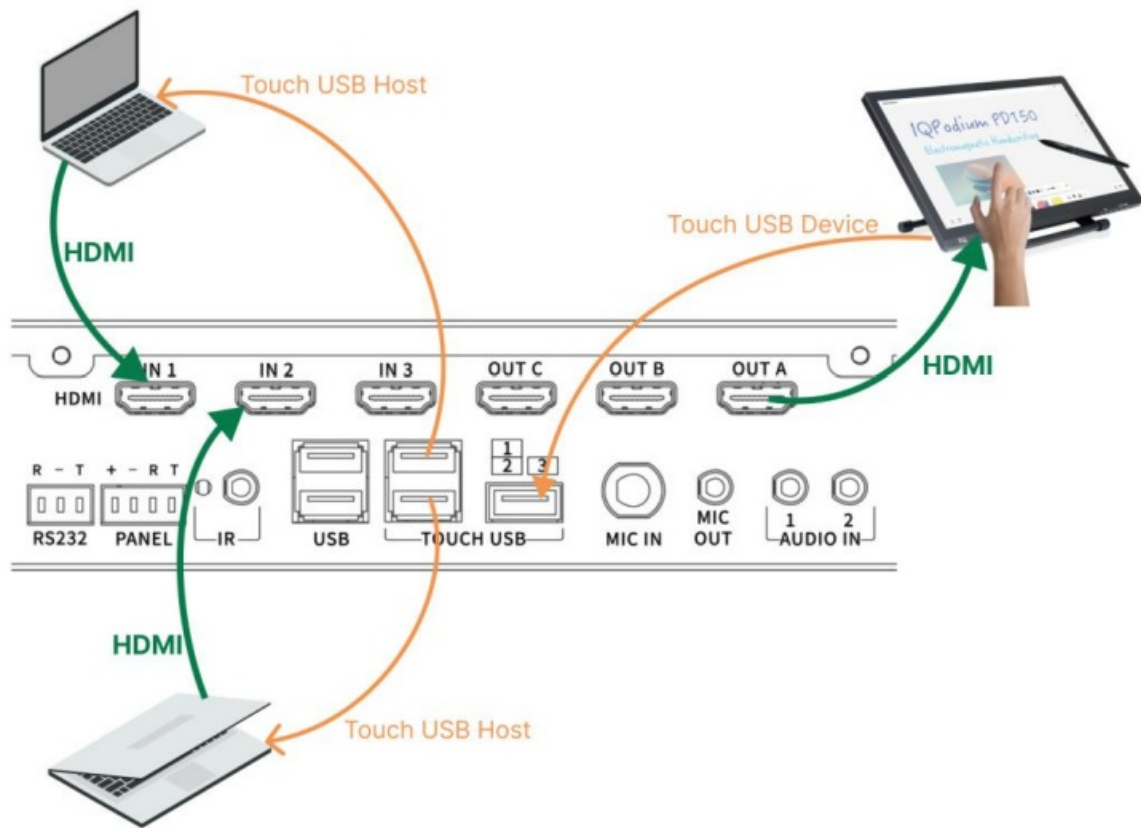 Touch USB Host
IQPodium PD150
Electromagnetic Handwriting
Touch USB Device
HDMI
HDMI
IN 1 IN 2 IN 3 OUT C OUT B OUT A
HDMI
1
2 3
R - T + - R T
RS232 PANEL IR USB TOUCH USB MIC IN MIC OUT 1 2 AUDIO IN
HDMI
Touch USB Host